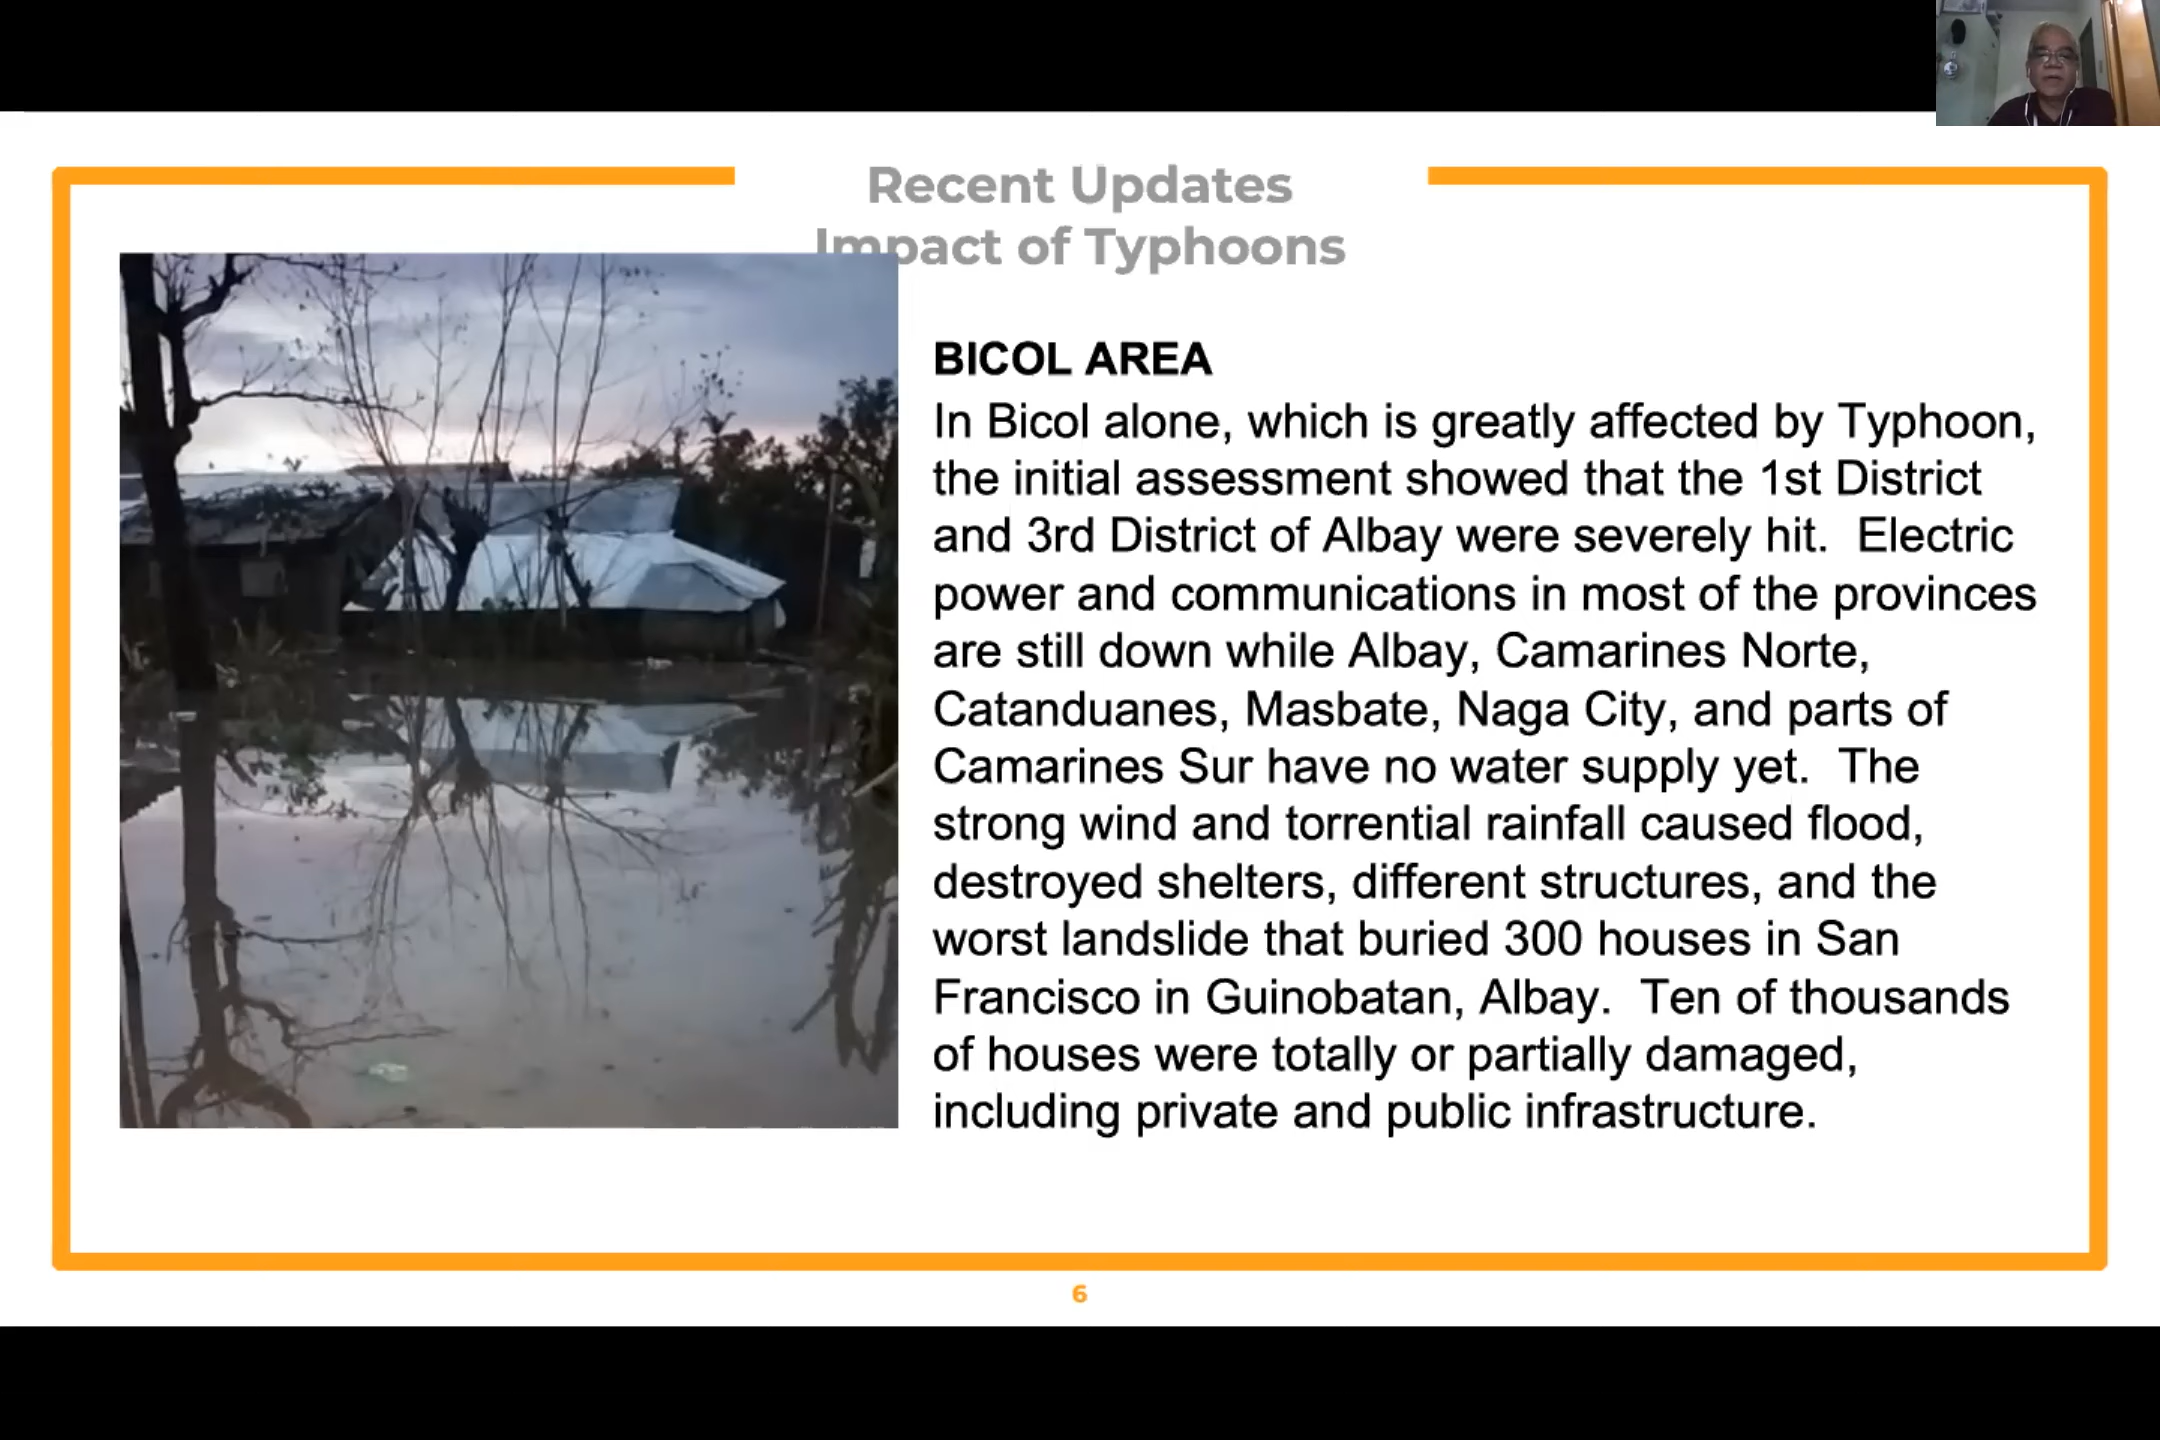 Recent Updates
Impact of Typhoons
BICOL AREA
In Bicol alone, which is greatly affected by Typhoon,
the initial assessment showed that the 1st District
and 3rd District of Albay were severely hit.  Electric
power and communications in most of the provinces
are still down while Albay, Camarines Norte,
Catanduanes, Masbate, Naga City, and parts of
Camarines Sur have no water supply yet.  The
strong wind and torrential rainfall caused flood,
destroyed shelters, different structures, and the
worst landslide that buried 300 houses in San
Francisco in Guinobatan, Albay.  Ten of thousands
of houses were totally or partially damaged,
including private and public infrastructure.
6